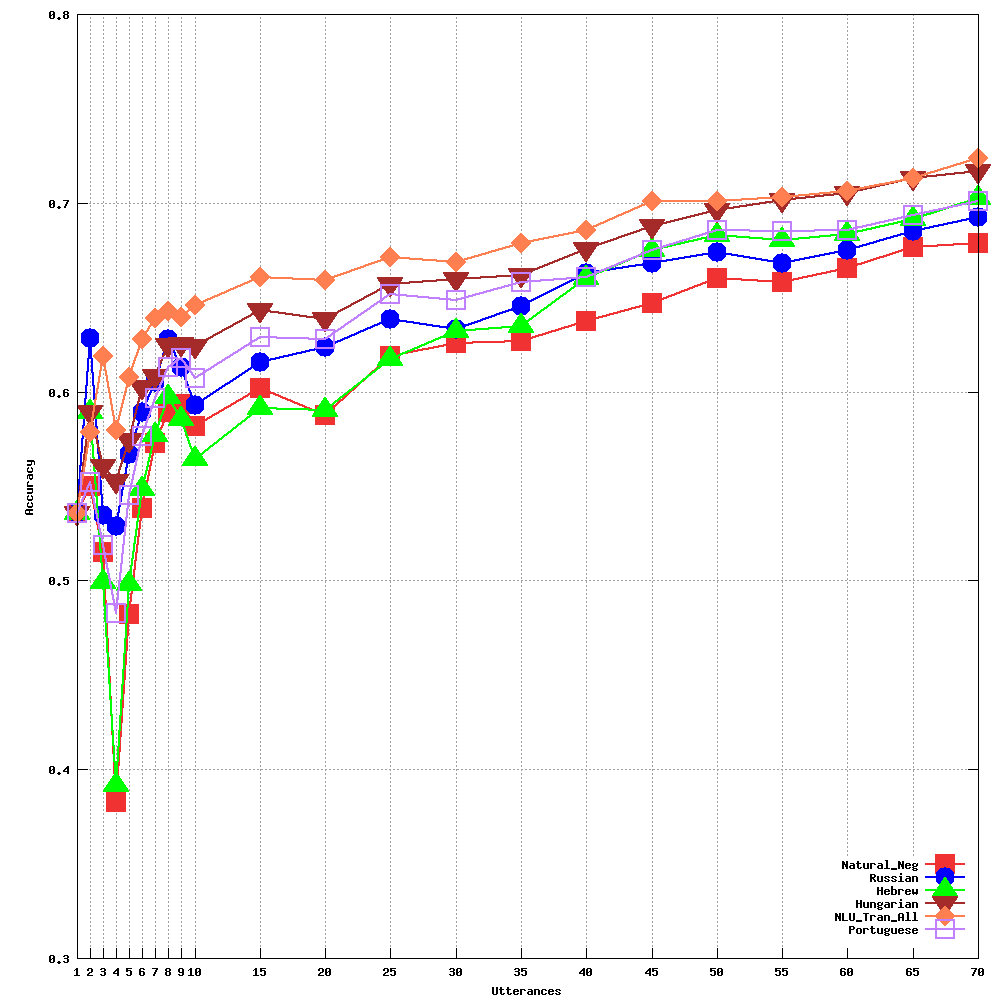 0.8
0.7
0.6
0.5
0.4
0.3
Accuracy
1 2 3 4 5 6 7 8 9 10 15 20 25 30 35 40 45 50 55 60 65 70
Utterances
Natural_Neg
Russian
Hebrew
Hungarian
NLU_Tran_All
Portuguese